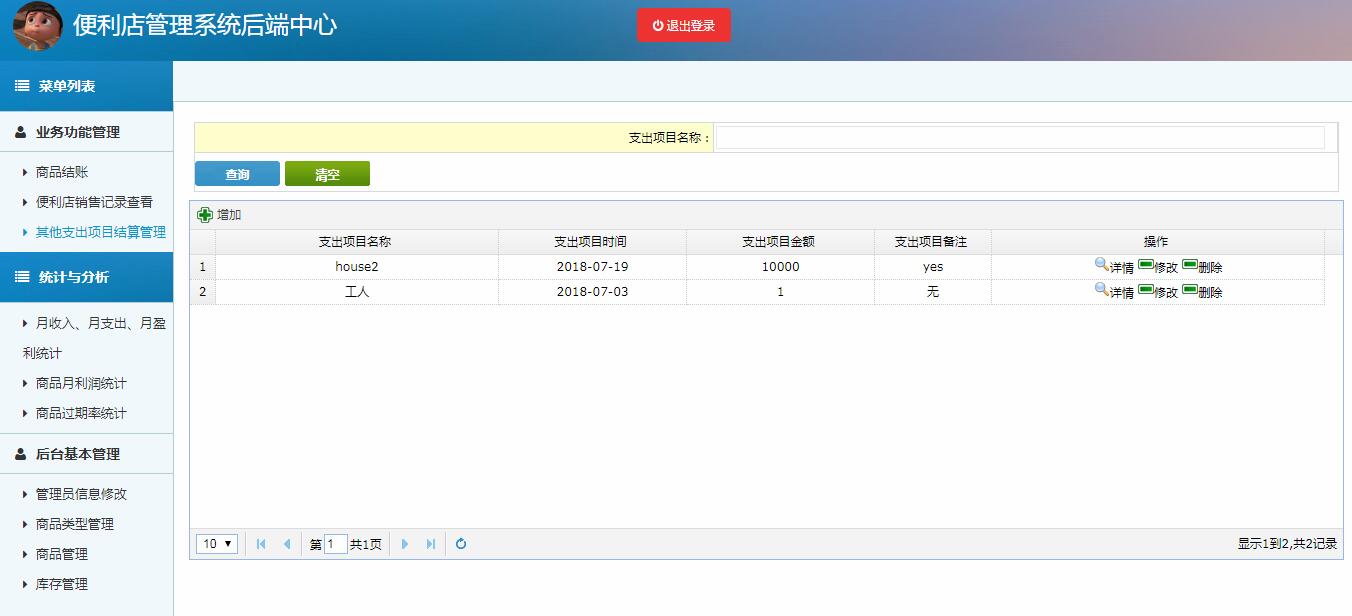 便利店管理系统后端中心
退出登录
菜单列表
业务功能管理
商品结账
便利店销售记录查看
其他支出项目结算管理
统计与分析
月收入、月支出、月盈
利统计
商品月利润统计
商品过期率统计
后台基本管理
管理员信息修改
商品类型管理
商品管理
库存管理
支出项目名称：
查询 清空
增加
支出项目名称 支出项目时间 支出项目金额 支出项目备注 操作
1 house2 2018-07-19 10000 yes 详情 修改 删除
2 工人 2018-07-03 1 无 详情 修改 删除
10 第 1 共1页 显示1到2,共2记录